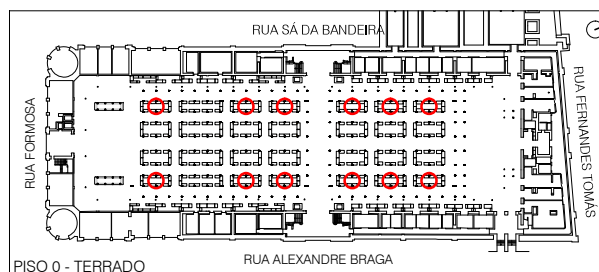 RUA SÁ DA BANDEIRA
RUA FORMOSA
RUA FERNANDES TOMÁS
RUA ALEXANDRE BRAGA
PISO 0 - TERRADO